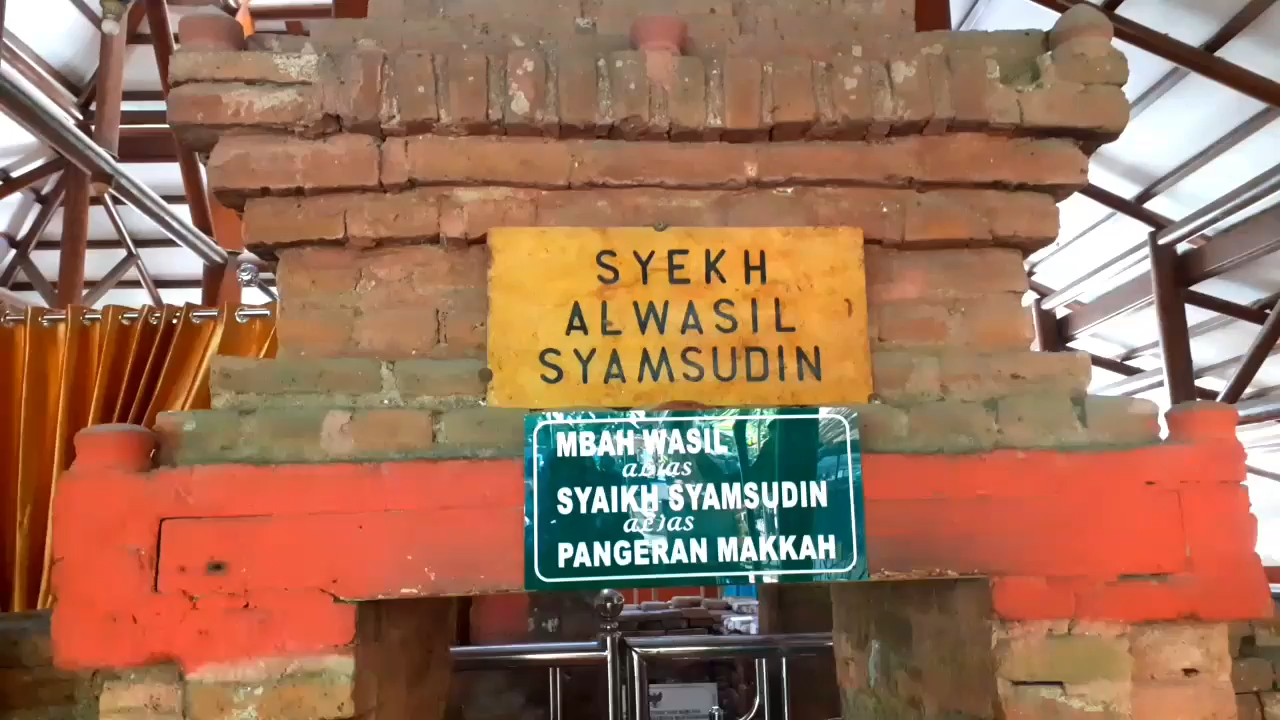 SYEKH
ALWASIL
SYAMSUDIN
MBAH WASIL
alias
SYAIKH SYAMSUDIN
alias
PANGERAN MAKKAH